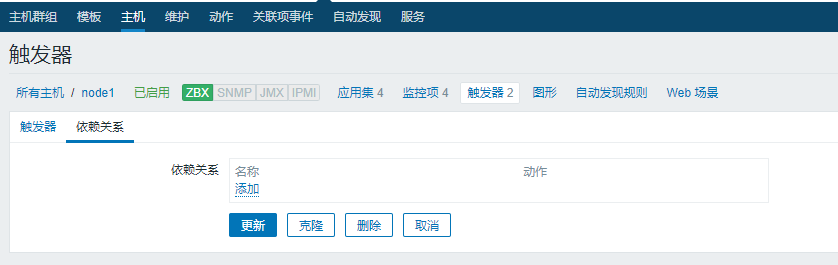 主机群组 模板 主机 维护 动作 关联项事件 自动发现 服务
触发器
所有主机 / node1 已启用 ZBX SNMP JMX IPMI 应用集 4 监控项 4 触发器 2 图形 自动发现规则 Web 场景
触发器 依赖关系
依赖关系 名称 动作
添加
更新 克隆 删除 取消